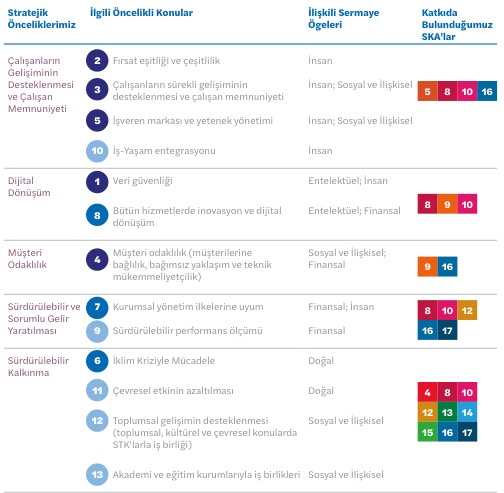 Stratejik Önceliklerimiz
İlgili Öncelikli Konular
İlişkili Sermaye Ögeleri
Katkıda Bulunduğumuz SKA'lar
Çalışanların
Gelişiminin
Desteklenmesi
ve Çalışan
Memnuniyeti
2 Fırsat eşitliği ve çeşitlilik
İnsan
3 Çalışanların sürekli gelişiminin
desteklenmesi ve çalışan memnuniyeti
İnsan; Sosyal ve İlişkisel
5 8 10 16
5 İşveren markası ve yetenek yönetimi
İnsan; Sosyal ve İlişkisel
10 İş-Yaşam entegrasyonu
İnsan
Dijital
Dönüşüm
1 Veri güvenliği
Entelektüel; İnsan
8 Bütün hizmetlerde inovasyon ve dijital
dönüşüm
Entelektüel; Finansal
8 9 10
Müşteri
Odaklılık
4 Müşteri odaklılık (müşterilerine
bağlılık, bağımsız yaklaşım ve teknik
mükemmeliyetçilik)
Sosyal ve İlişkisel;
Finansal
9 16
Sürdürülebilir ve
Sorumlu Gelir
Yaratılması
7 Kurumsal yönetim ilkelerine uyum
Finansal; İnsan
9 Sürdürülebilir performans ölçümü
Finansal
8 10 12
16 17
Sürdürülebilir
Kalkınma
6 İklim Kriziyle Mücadele
Doğal
11 Çevresel etkinin azaltılması
Doğal
12 Toplumsal gelişimin desteklenmesi
(toplumsal, kültürel ve çevresel konularda
STK'larla iş birliği)
Sosyal ve İlişkisel
4 8 10
12 13 14
15 16 17
13 Akademi ve eğitim kurumlarıyla iş birlikleri
Sosyal ve İlişkisel